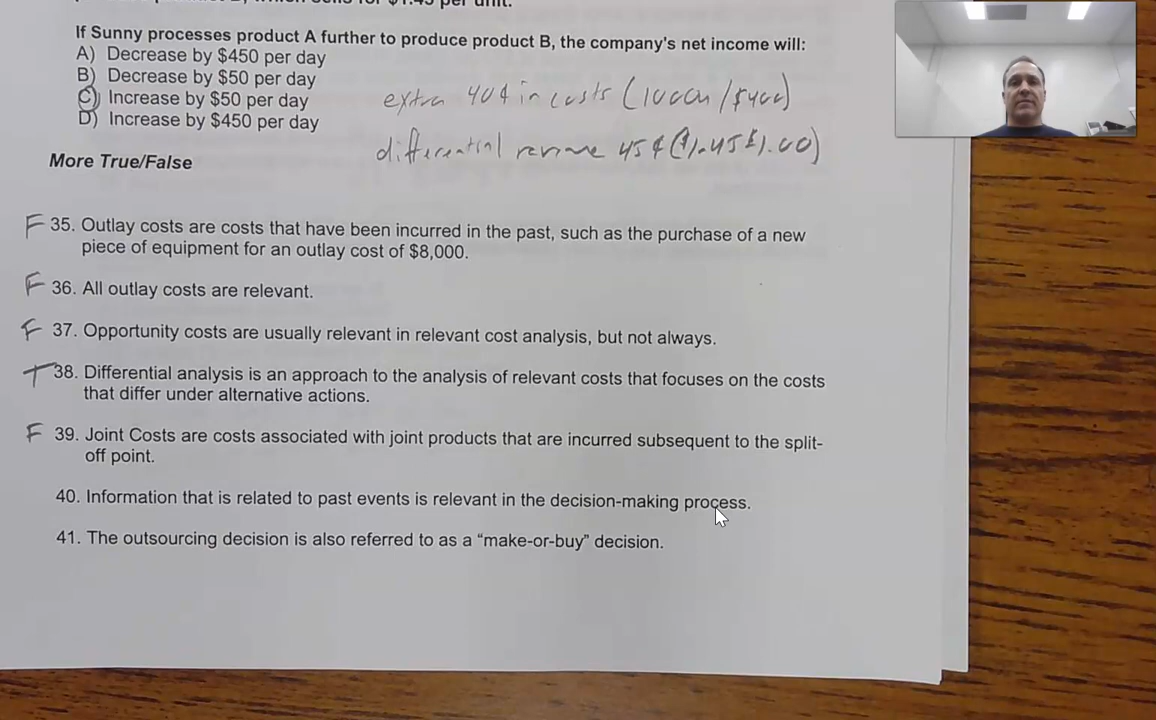 per unit.
If Sunny processes product A further to produce product B, the company's net income will:
A) Decrease by $450 per day
B) Decrease by $50 per day
C) Increase by $50 per day
D) Increase by $450 per day
extra 40¢ in costs (1000u/$400)
differential revenue 45¢ ($1.45 $1.00)
More True/False
F 35. Outlay costs are costs that have been incurred in the past, such as the purchase of a new
piece of equipment for an outlay cost of $8,000.
F 36. All outlay costs are relevant.
F 37. Opportunity costs are usually relevant in relevant cost analysis, but not always.
T 38. Differential analysis is an approach to the analysis of relevant costs that focuses on the costs
that differ under alternative actions.
F 39. Joint Costs are costs associated with joint products that are incurred subsequent to the split-
off point.
40. Information that is related to past events is relevant in the decision-making process.
41. The outsourcing decision is also referred to as a “make-or-buy” decision.